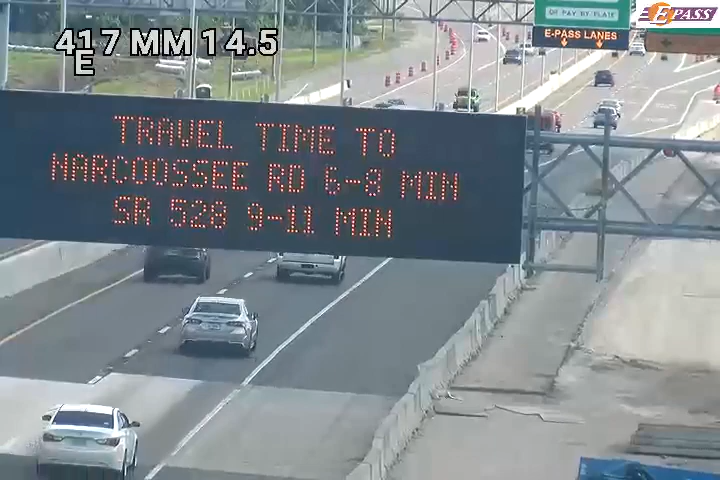 417 MM 14.5
E
OR PAY-BY-PLATE
E-PASS LANES
E-PASS
TRAVEL TIME TO
NARCOOSSEE RD 6-8 MIN
SR 528 9-11 MIN